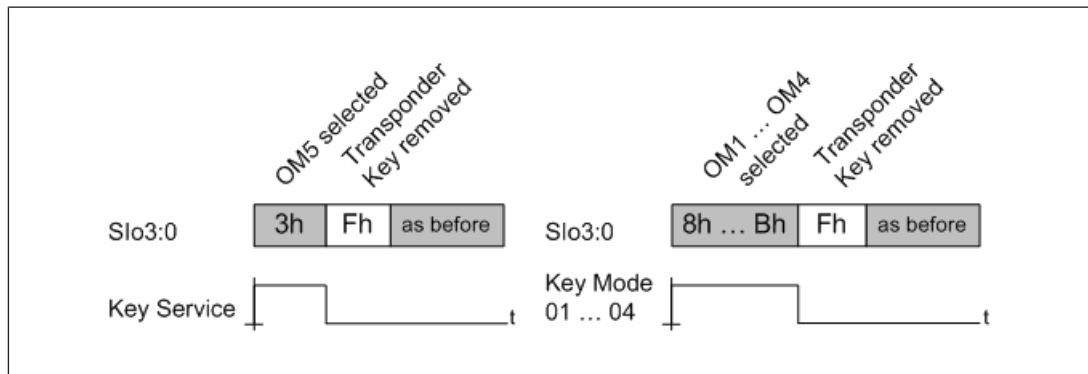 OM5 selected
Transponder
Key removed
SIo3:0
3h
Fh
as before
Key Service
t
OM1 ... OM4
selected
Transponder
Key removed
SIo3:0
8h ... Bh
Fh
as before
Key Mode
01 ... 04
t